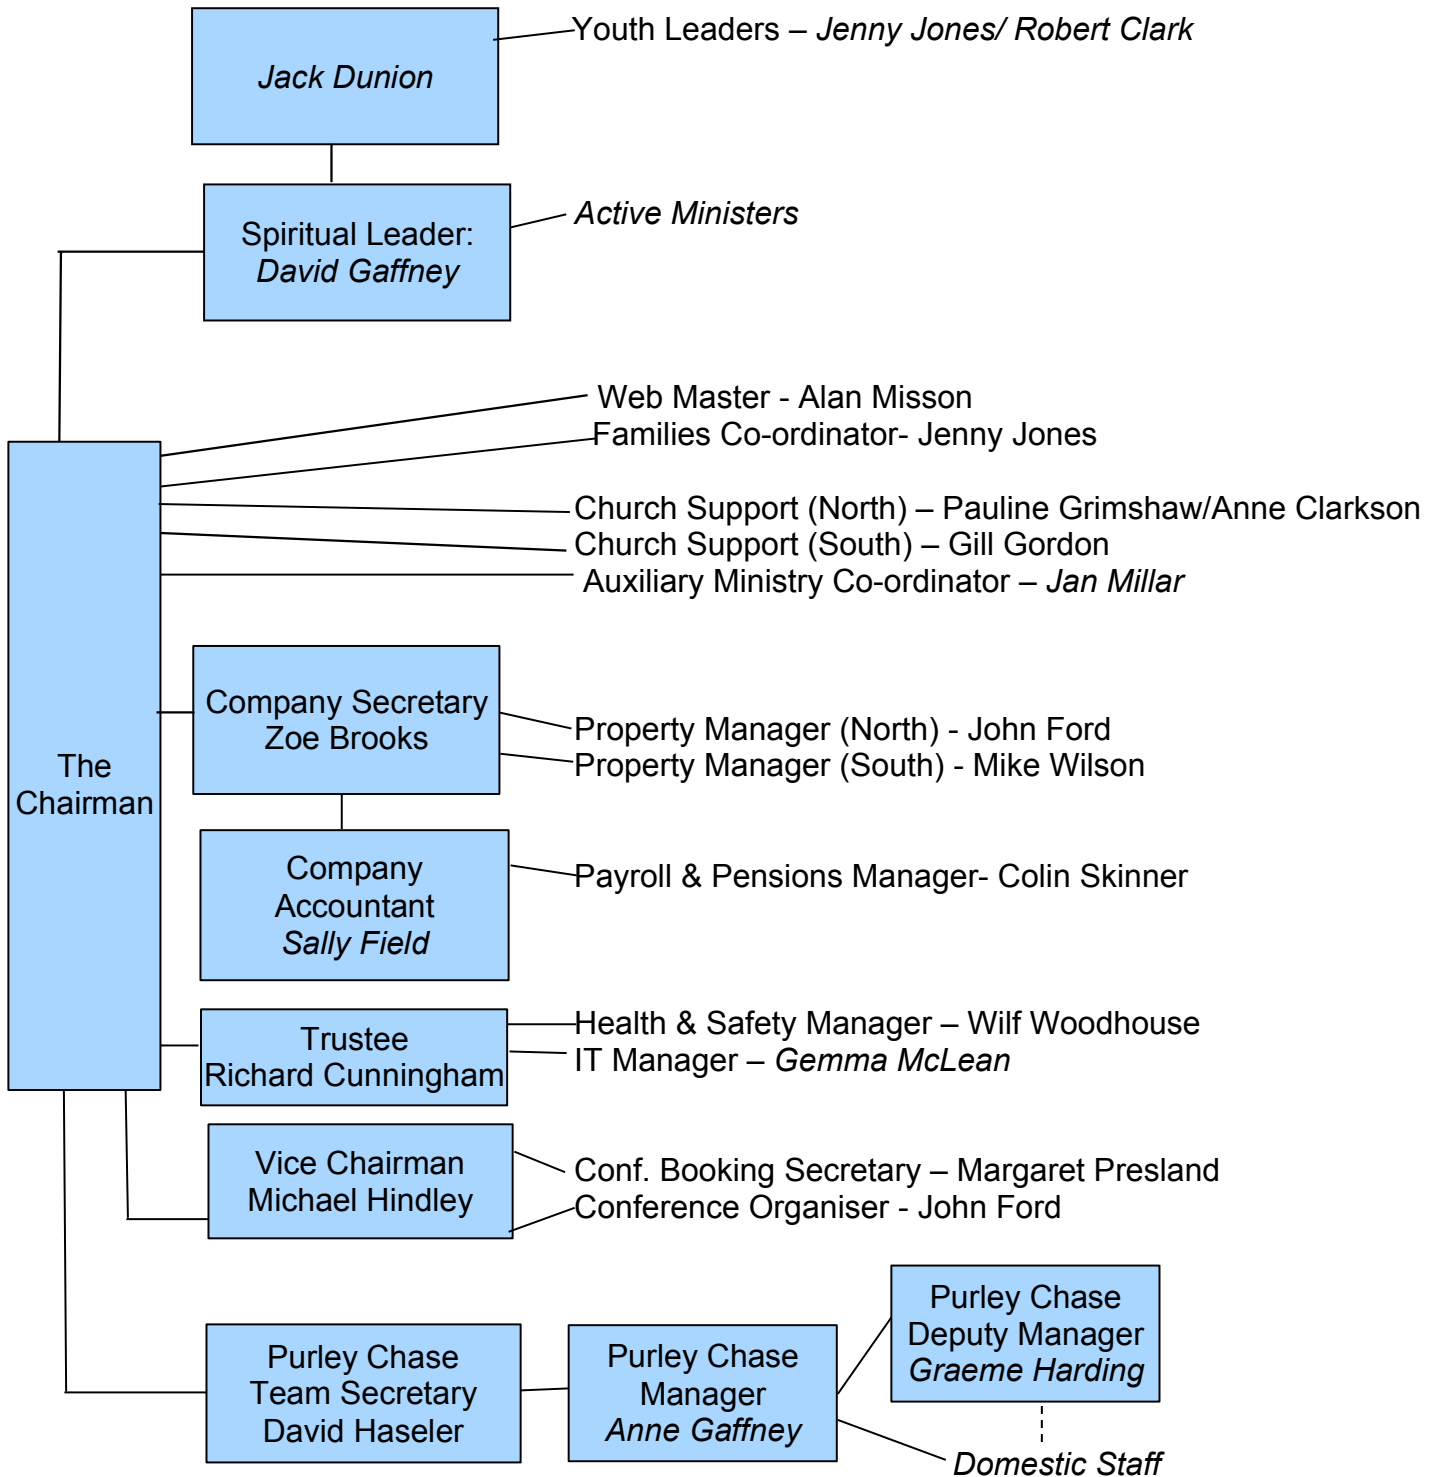 Youth Leaders – Jenny Jones/ Robert Clark
Jack Dunion
Active Ministers
Spiritual Leader:
David Gaffney
Web Master - Alan Misson
Families Co-ordinator- Jenny Jones
Church Support (North) – Pauline Grimshaw/Anne Clarkson
Church Support (South) – Gill Gordon
Auxiliary Ministry Co-ordinator – Jan Millar
The
Chairman
Company Secretary
Zoe Brooks
Property Manager (North) - John Ford
Property Manager (South) - Mike Wilson
Company
Accountant
Sally Field
Payroll & Pensions Manager- Colin Skinner
Trustee
Richard Cunningham
Health & Safety Manager – Wilf Woodhouse
IT Manager – Gemma McLean
Vice Chairman
Michael Hindley
Conf. Booking Secretary – Margaret Presland
Conference Organiser - John Ford
Purley Chase
Team Secretary
David Haseler
Purley Chase
Manager
Anne Gaffney
Purley Chase
Deputy Manager
Graeme Harding
Domestic Staff